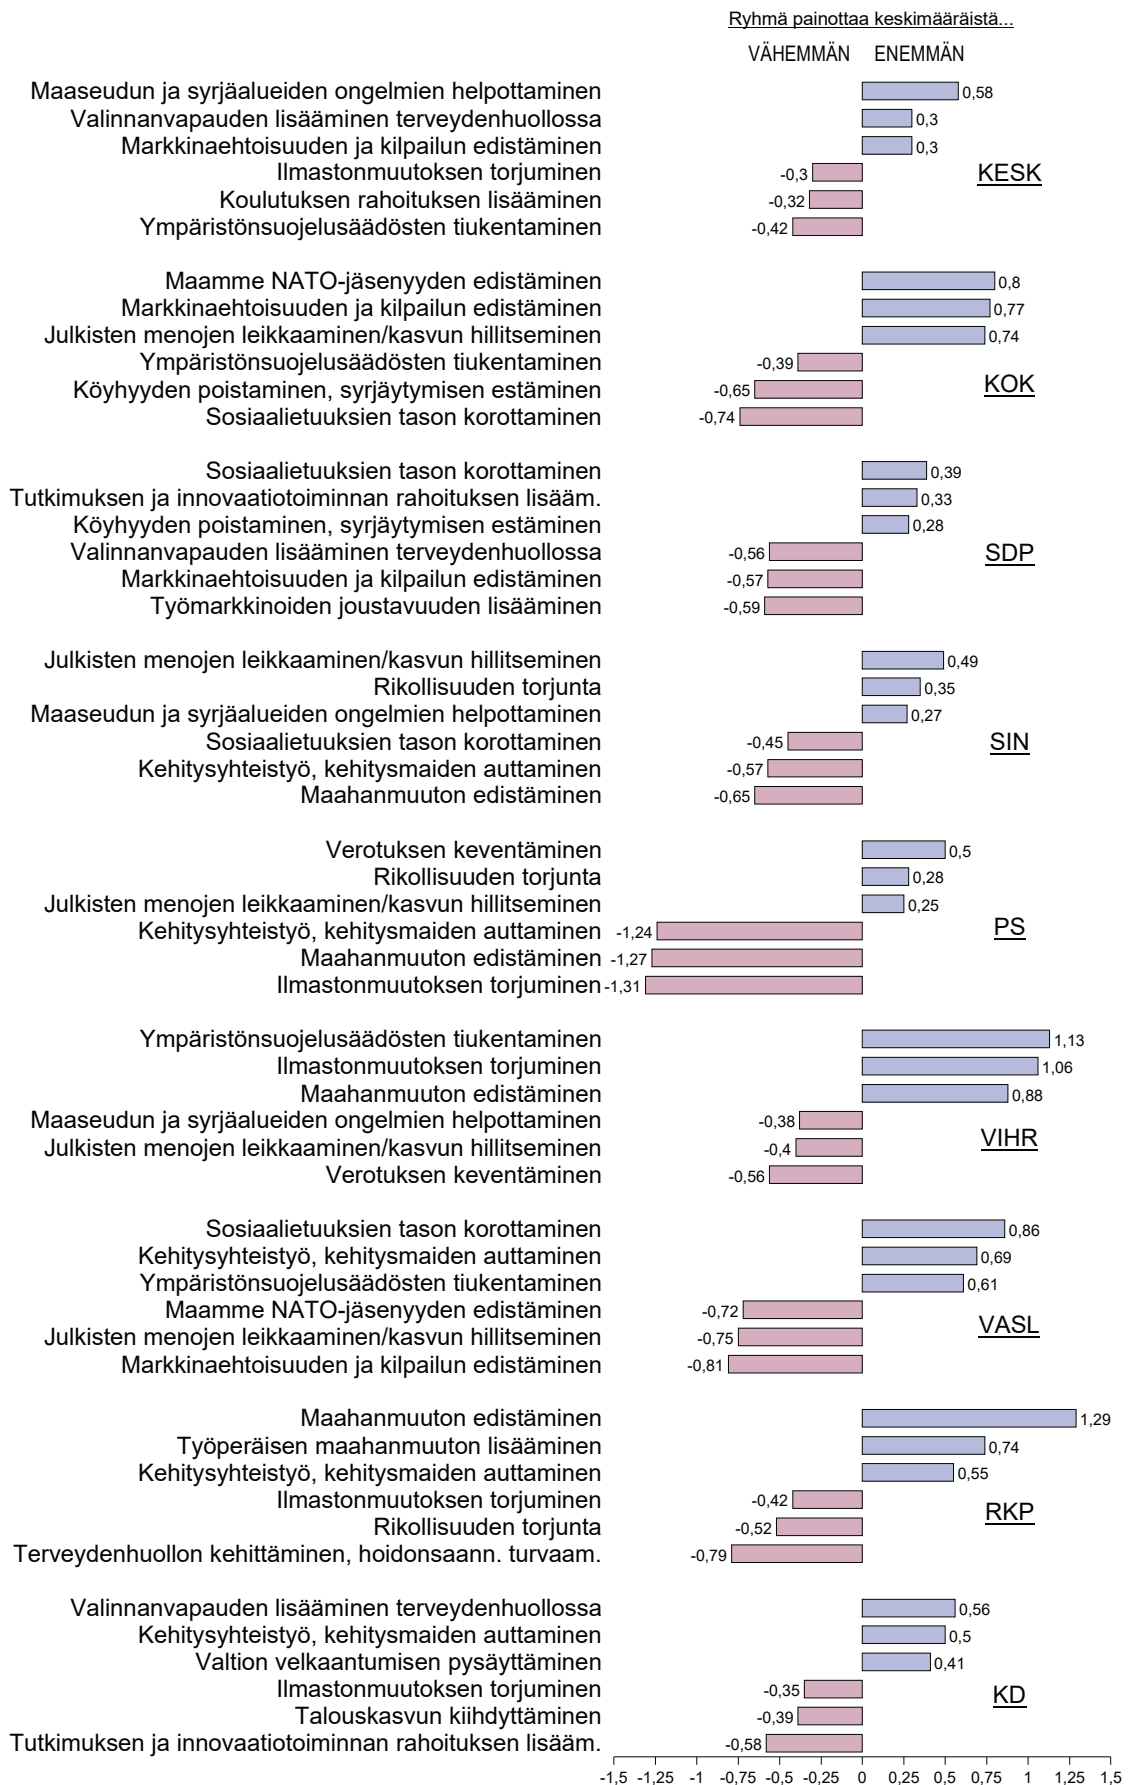 Ryhmä painottaa keskimääräistä...
VÄHEMMÄN ENEMMÄN
Maaseudun ja syrjäalueiden ongelmien helpottaminen 0,58
Valinnanvapauden lisääminen terveydenhuollossa 0,3
Markkinaehtoisuuden ja kilpailun edistäminen 0,3
Ilmastonmuutoksen torjuminen -0,3 KESK
Koulutuksen rahoituksen lisääminen -0,32
Ympäristönsuojelusäädösten tiukentaminen -0,42
Maamme NATO-jäsenyyden edistäminen 0,8
Markkinaehtoisuuden ja kilpailun edistäminen 0,77
Julkisten menojen leikkaaminen/kasvun hillitseminen 0,74
Ympäristönsuojelusäädösten tiukentaminen -0,39
Köyhyyden poistaminen, syrjäytymisen estäminen -0,65 KOK
Sosiaalietuuksien tason korottaminen -0,74
Sosiaalietuuksien tason korottaminen 0,39
Tutkimuksen ja innovaatiotoiminnan rahoituksen lisääm. 0,33
Köyhyyden poistaminen, syrjäytymisen estäminen 0,28
Valinnanvapauden lisääminen terveydenhuollossa -0,56 SDP
Markkinaehtoisuuden ja kilpailun edistäminen -0,57
Työmarkkinoiden joustavuuden lisääminen -0,59
Julkisten menojen leikkaaminen/kasvun hillitseminen 0,49
Rikollisuuden torjunta 0,35
Maaseudun ja syrjäalueiden ongelmien helpottaminen 0,27
Sosiaalietuuksien tason korottaminen -0,45 SIN
Kehitysyhteistyö, kehitysmaiden auttaminen -0,57
Maahanmuuton edistäminen -0,65
Verotuksen keventäminen 0,5
Rikollisuuden torjunta 0,28
Julkisten menojen leikkaaminen/kasvun hillitseminen 0,25
Kehitysyhteistyö, kehitysmaiden auttaminen -1,24 PS
Maahanmuuton edistäminen -1,27
Ilmastonmuutoksen torjuminen -1,31
Ympäristönsuojelusäädösten tiukentaminen 1,13
Ilmastonmuutoksen torjuminen 1,06
Maahanmuuton edistäminen 0,88
Maaseudun ja syrjäalueiden ongelmien helpottaminen -0,38
Julkisten menojen leikkaaminen/kasvun hillitseminen -0,4 VIHR
Verotuksen keventäminen -0,56
Sosiaalietuuksien tason korottaminen 0,86
Kehitysyhteistyö, kehitysmaiden auttaminen 0,69
Ympäristönsuojelusäädösten tiukentaminen 0,61
Maamme NATO-jäsenyyden edistäminen -0,72
Julkisten menojen leikkaaminen/kasvun hillitseminen -0,75 VASL
Markkinaehtoisuuden ja kilpailun edistäminen -0,81
Maahanmuuton edistäminen 1,29
Työperäisen maahanmuuton lisääminen 0,74
Kehitysyhteistyö, kehitysmaiden auttaminen 0,55
Ilmastonmuutoksen torjuminen -0,42
Rikollisuuden torjunta -0,52 RKP
Terveydenhuollon kehittäminen, hoidonsaann. turvaam. -0,79
Valinnanvapauden lisääminen terveydenhuollossa 0,56
Kehitysyhteistyö, kehitysmaiden auttaminen 0,5
Valtion velkaantumisen pysäyttäminen 0,41
Ilmastonmuutoksen torjuminen -0,35 KD
Talouskasvun kiihdyttäminen -0,39
Tutkimuksen ja innovaatiotoiminnan rahoituksen lisääm. -0,58
-1,5 -1,25 -1 -0,75 -0,5 -0,25 0 0,25 0,5 0,75 1 1,25 1,5